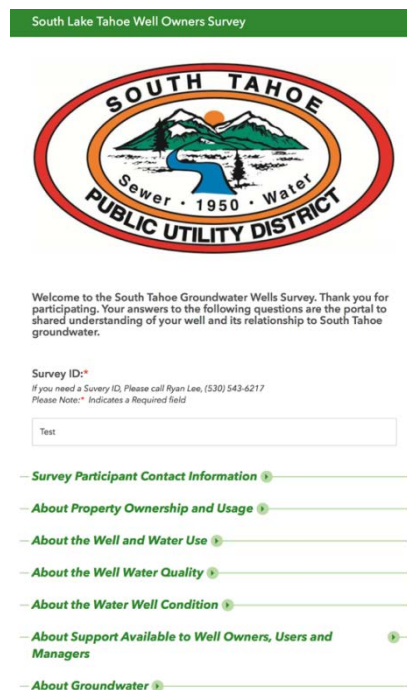 South Lake Tahoe Well Owners Survey
SOUTH TAHOE
Sewer · 1950 · Water
PUBLIC UTILITY DISTRICT
Welcome to the South Tahoe Groundwater Wells Survey. Thank you for
participating. Your answers to the following questions are the portal to
shared understanding of your well and its relationship to South Tahoe
groundwater.
Survey ID:*
If you need a Suvery ID, Please call Ryan Lee, (530) 543-6217
Please Note:* Indicates a Required field
Test
Survey Participant Contact Information
About Property Ownership and Usage
About the Well and Water Use
About the Well Water Quality
About the Water Well Condition
About Support Available to Well Owners, Users and
Managers
About Groundwater